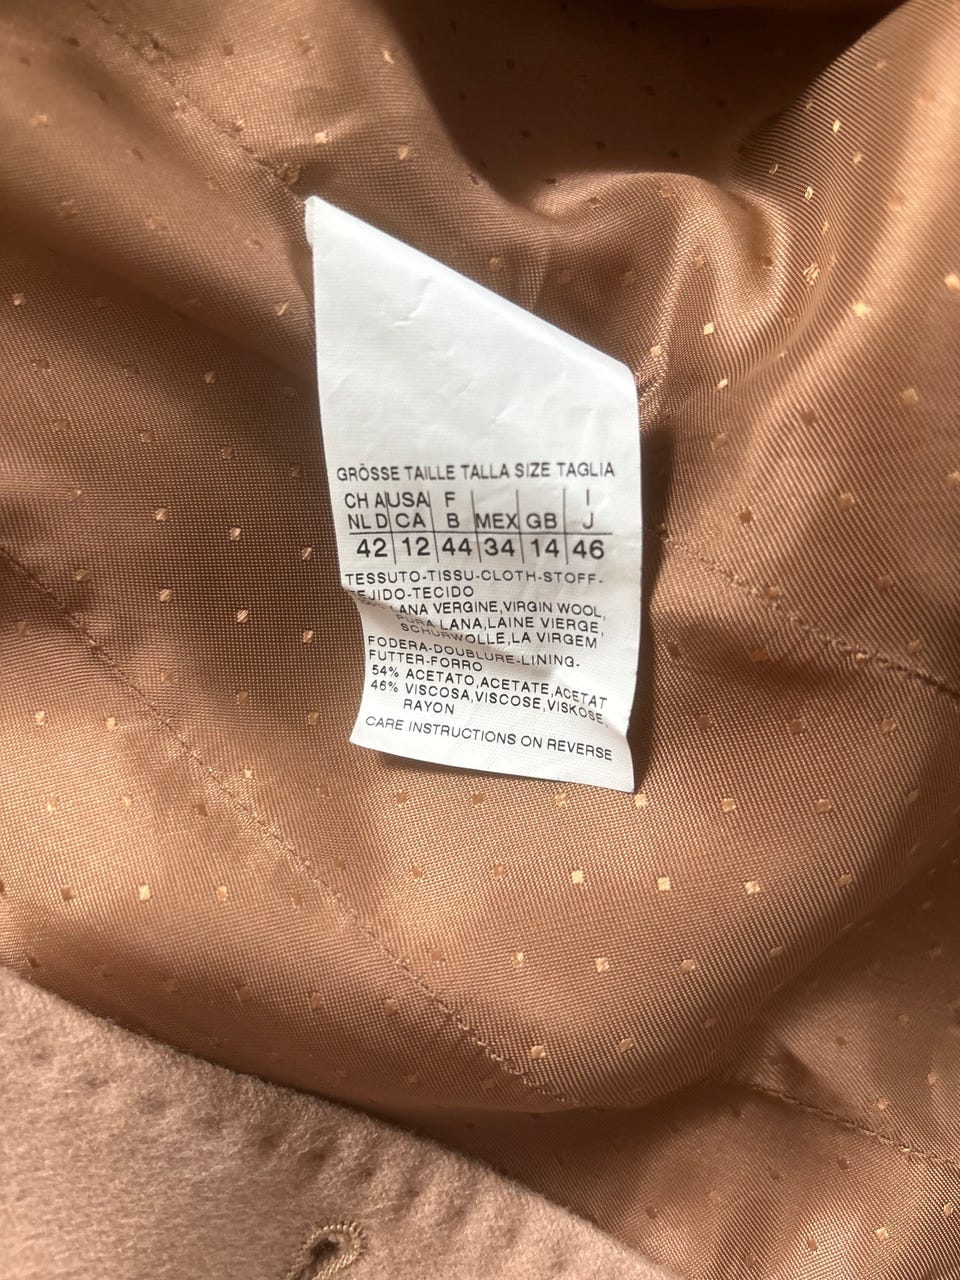 GRÖSSE TAILLE TALLA SIZE TAGLIA
CH A USA F I
NL D CA B MEX GB J
42 12 44 34 14 46
TESSUTO-TISSU-CLOTH-STOFF-
TEJIDO-TECIDO
LANA VERGINE,VIRGIN WOOL,
PURA LANA,LAINE VIERGE,
SCHURWOLLE,LA VIRGEM
FODERA-DOUBLURE-LINING-
FUTTER-FORRO
54% ACETATO,ACETATE,ACETAT
46% VISCOSA,VISCOSE,VISKOSE,
RAYON
CARE INSTRUCTIONS ON REVERSE